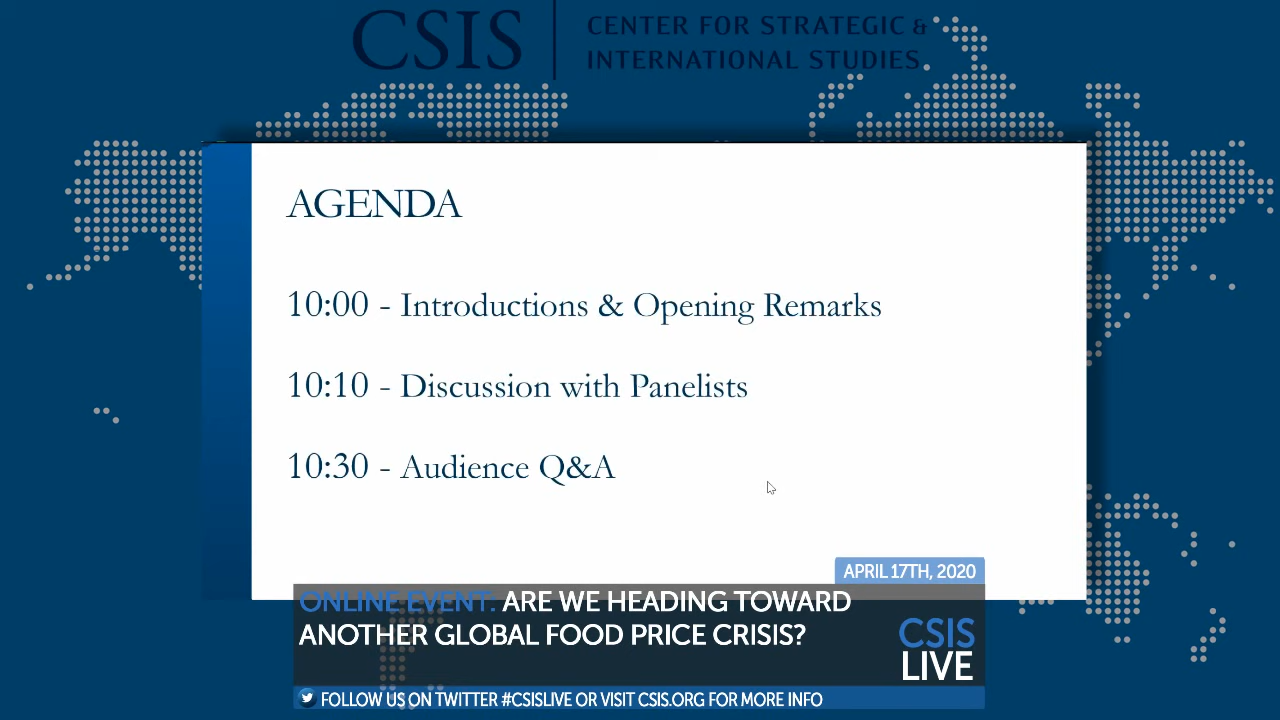 CSIS
CENTER FOR STRATEGIC &
INTERNATIONAL STUDIES
AGENDA
10:00 - Introductions & Opening Remarks
10:10 - Discussion with Panelists
10:30 - Audience Q&A
APRIL 17TH, 2020
ONLINE EVENT: ARE WE HEADING TOWARD
ANOTHER GLOBAL FOOD PRICE CRISIS?
CSIS
LIVE
FOLLOW US ON TWITTER #CSISLIVE OR VISIT CSIS.ORG FOR MORE INFO